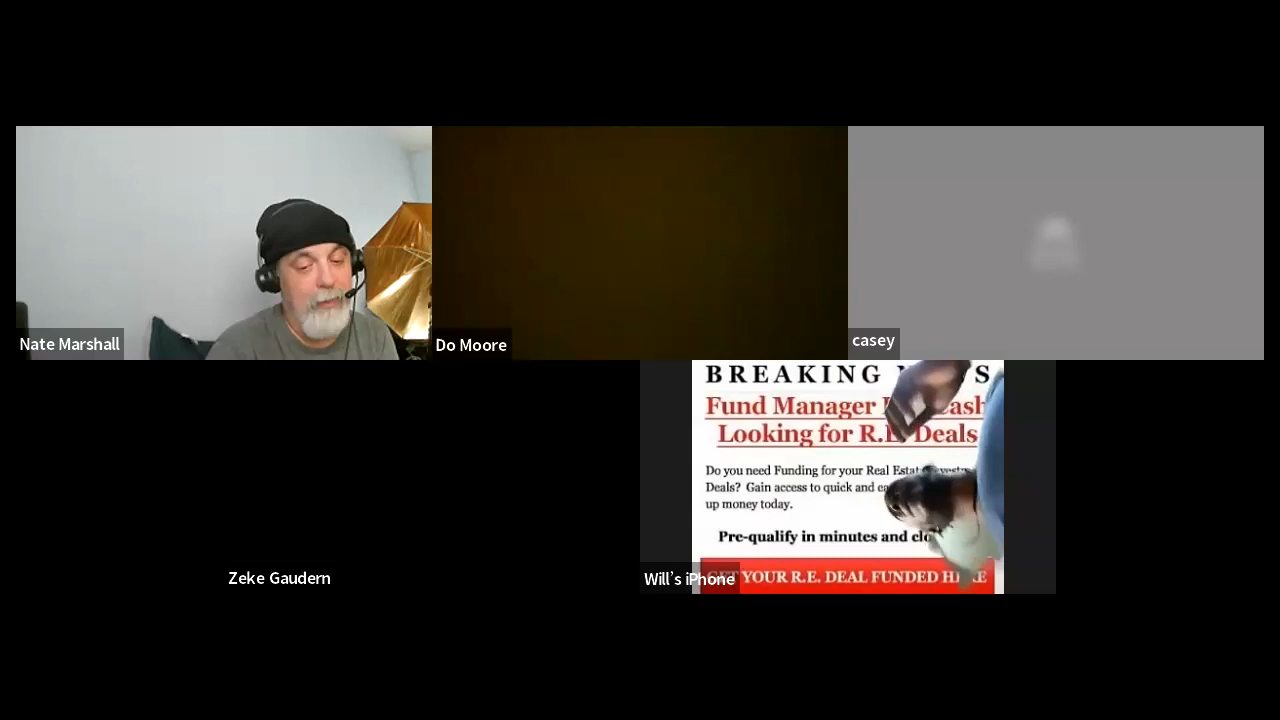 Nate Marshall
Do Moore
casey
Zeke Gaudern
BREAKING
Fund Manager
Looking for R.E. Deals
Do you need Funding for your Real Estat
Deals? Gain access to quick and
up money today.
Pre-qualify in minutes and
Will's iPhone
YOUR R.E. DEAL FUNDED